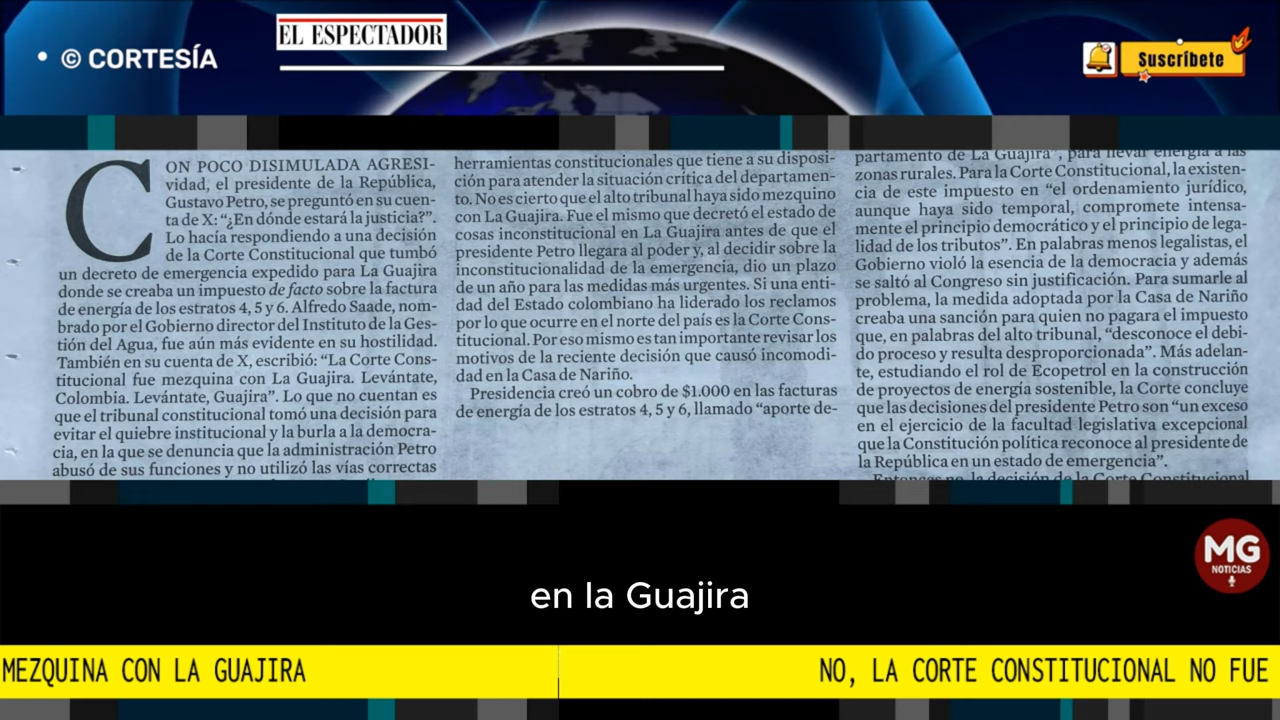 • © CORTESÍA
EL ESPECTADOR
Suscríbete
CON POCO DISIMULADA AGRESI-
vidad, el presidente de la República,
Gustavo Petro, se preguntó en su cuen-
ta de X: “¿En dónde estará la justicia?”.
Lo hacía respondiendo a una decisión
de la Corte Constitucional que tumbó
un decreto de emergencia expedido para La Guajira
donde se creaba un impuesto de facto sobre la factura
de energía de los estratos 4, 5 y 6. Alfredo Saade, nom-
brado por el Gobierno director del Instituto de la Ges-
tión del Agua, fue aún más evidente en su hostilidad.
También en su cuenta de X, escribió: “La Corte Cons-
titucional fue mezquina con La Guajira. Levántate,
Colombia. Levántate, Guajira”. Lo que no cuentan es
que el tribunal constitucional tomó una decisión para
evitar el quiebre institucional y la burla a la democra-
cia, en la que se denuncia que la administración Petro
abusó de sus funciones y no utilizó las vías correctas
herramientas constitucionales que tiene a su disposi-
ción para atender la situación crítica del departamen-
to. No es cierto que el alto tribunal haya sido mezquino
con La Guajira. Fue el mismo que decretó el estado de
cosas inconstitucional en La Guajira antes de que el
presidente Petro llegara al poder y, al decidir sobre la
inconstitucionalidad de la emergencia, dio un plazo
de un año para las medidas más urgentes. Si una enti-
dad del Estado colombiano ha liderado los reclamos
por lo que ocurre en el norte del país es la Corte Cons-
titucional. Por eso mismo es tan importante revisar los
motivos de la reciente decisión que causó incomodi-
dad en la Casa de Nariño.
Presidencia creó un cobro de $1.000 en las facturas
de energía de los estratos 4, 5 y 6, llamado “aporte de-
partamento de La Guajira”, para llevar energía a las
zonas rurales. Para la Corte Constitucional, la existen-
cia de este impuesto en “el ordenamiento jurídico,
aunque haya sido temporal, compromete intensa-
mente el principio democrático y el principio de lega-
lidad de los tributos”. En palabras menos legalistas, el
Gobierno violó la esencia de la democracia y además
se saltó al Congreso sin justificación. Para sumarle al
problema, la medida adoptada por la Casa de Nariño
creaba una sanción para quien no pagara el impuesto
que, en palabras del alto tribunal, “desconoce el debi-
do proceso y resulta desproporcionada”. Más adelan-
te, estudiando el rol de Ecopetrol en la construcción
de proyectos de energía sostenible, la Corte concluye
que las decisiones del presidente Petro son “un exceso
en el ejercicio de la facultad legislativa excepcional
que la Constitución política reconoce al presidente de
la República en un estado de emergencia”.
Entonces no, la decisión de la Corte Constitucional
MG
NOTICIAS
en la Guajira
MEZQUINA CON LA GUAJIRA
NO, LA CORTE CONSTITUCIONAL NO FUE